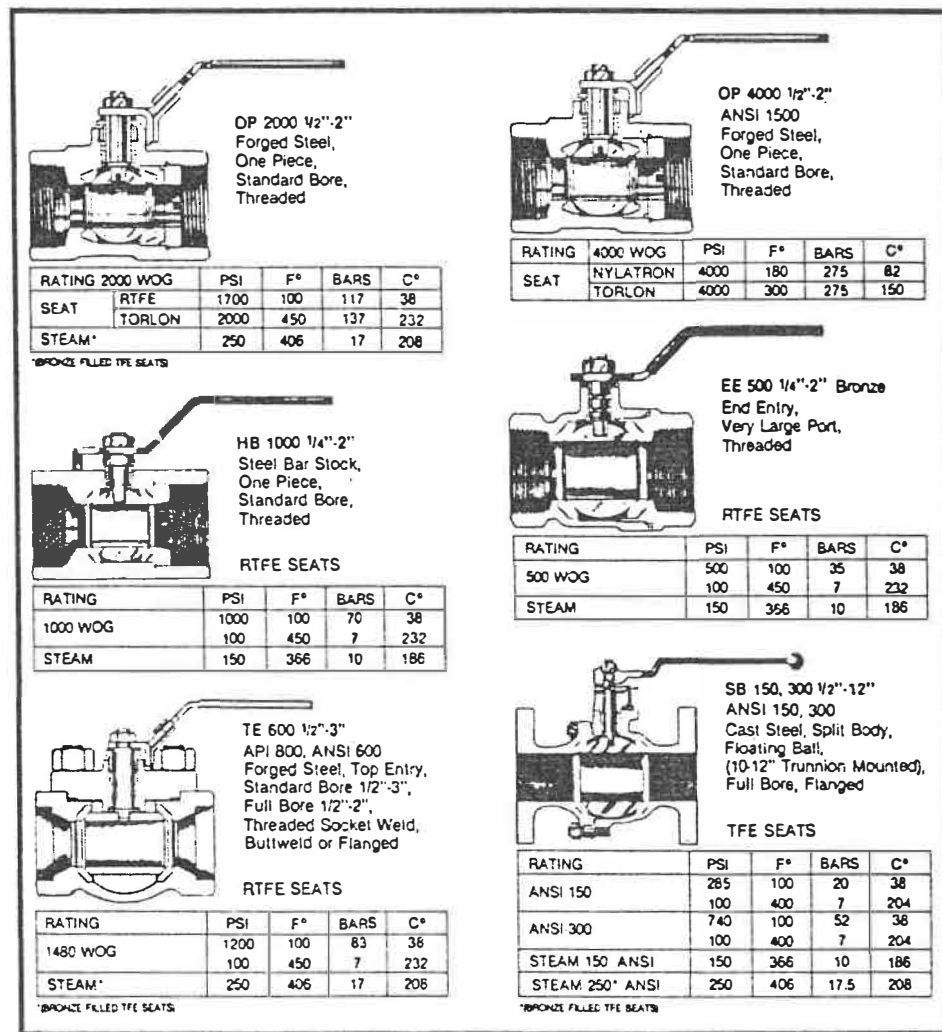 OP 2000 1/2"-2"
Forged Steel,
One Piece,
Standard Bore,
Threaded
RATING 2000 WOG PSI F° BARS C°
SEAT RTFE 1700 100 117 38
TORLON 2000 450 137 232
STEAM* 250 406 17 208
*(BRONZE FILLED TFE SEATS)
HB 1000 1/4"-2"
Steel Bar Stock,
One Piece,
Standard Bore,
Threaded
RTFE SEATS
RATING PSI F° BARS C°
1000 WOG 1000 100 70 38
100 450 7 232
STEAM 150 366 10 186
TE 600 1/2"-3"
API 800, ANSI 600
Forged Steel, Top Entry,
Standard Bore 1/2"-3",
Full Bore 1/2"-2",
Threaded Socket Weld,
Buttweld or Flanged
RTFE SEATS
RATING PSI F° BARS C°
1480 WOG 1200 100 83 38
100 450 7 232
STEAM* 250 406 17 208
*(BRONZE FILLED TFE SEATS)
OP 4000 1/2"-2"
ANSI 1500
Forged Steel,
One Piece,
Standard Bore,
Threaded
RATING 4000 WOG PSI F° BARS C°
SEAT NYLATRON 4000 180 275 82
TORLON 4000 300 275 150
EE 500 1/4"-2" Bronze
End Entry,
Very Large Port,
Threaded
RTFE SEATS
RATING PSI F° BARS C°
500 WOG 500 100 35 38
100 450 7 232
STEAM 150 366 10 186
SB 150, 300 1/2"-12"
ANSI 150, 300
Cast Steel, Split Body,
Floating Ball,
(10-12" Trunnion Mounted),
Full Bore, Flanged
TFE SEATS
RATING PSI F° BARS C°
ANSI 150 285 100 20 38
100 400 7 204
ANSI 300 740 100 52 38
100 400 7 204
STEAM 150 ANSI 150 366 10 186
STEAM 250* ANSI 250 406 17.5 208
*(BRONZE FILLED TFE SEATS)